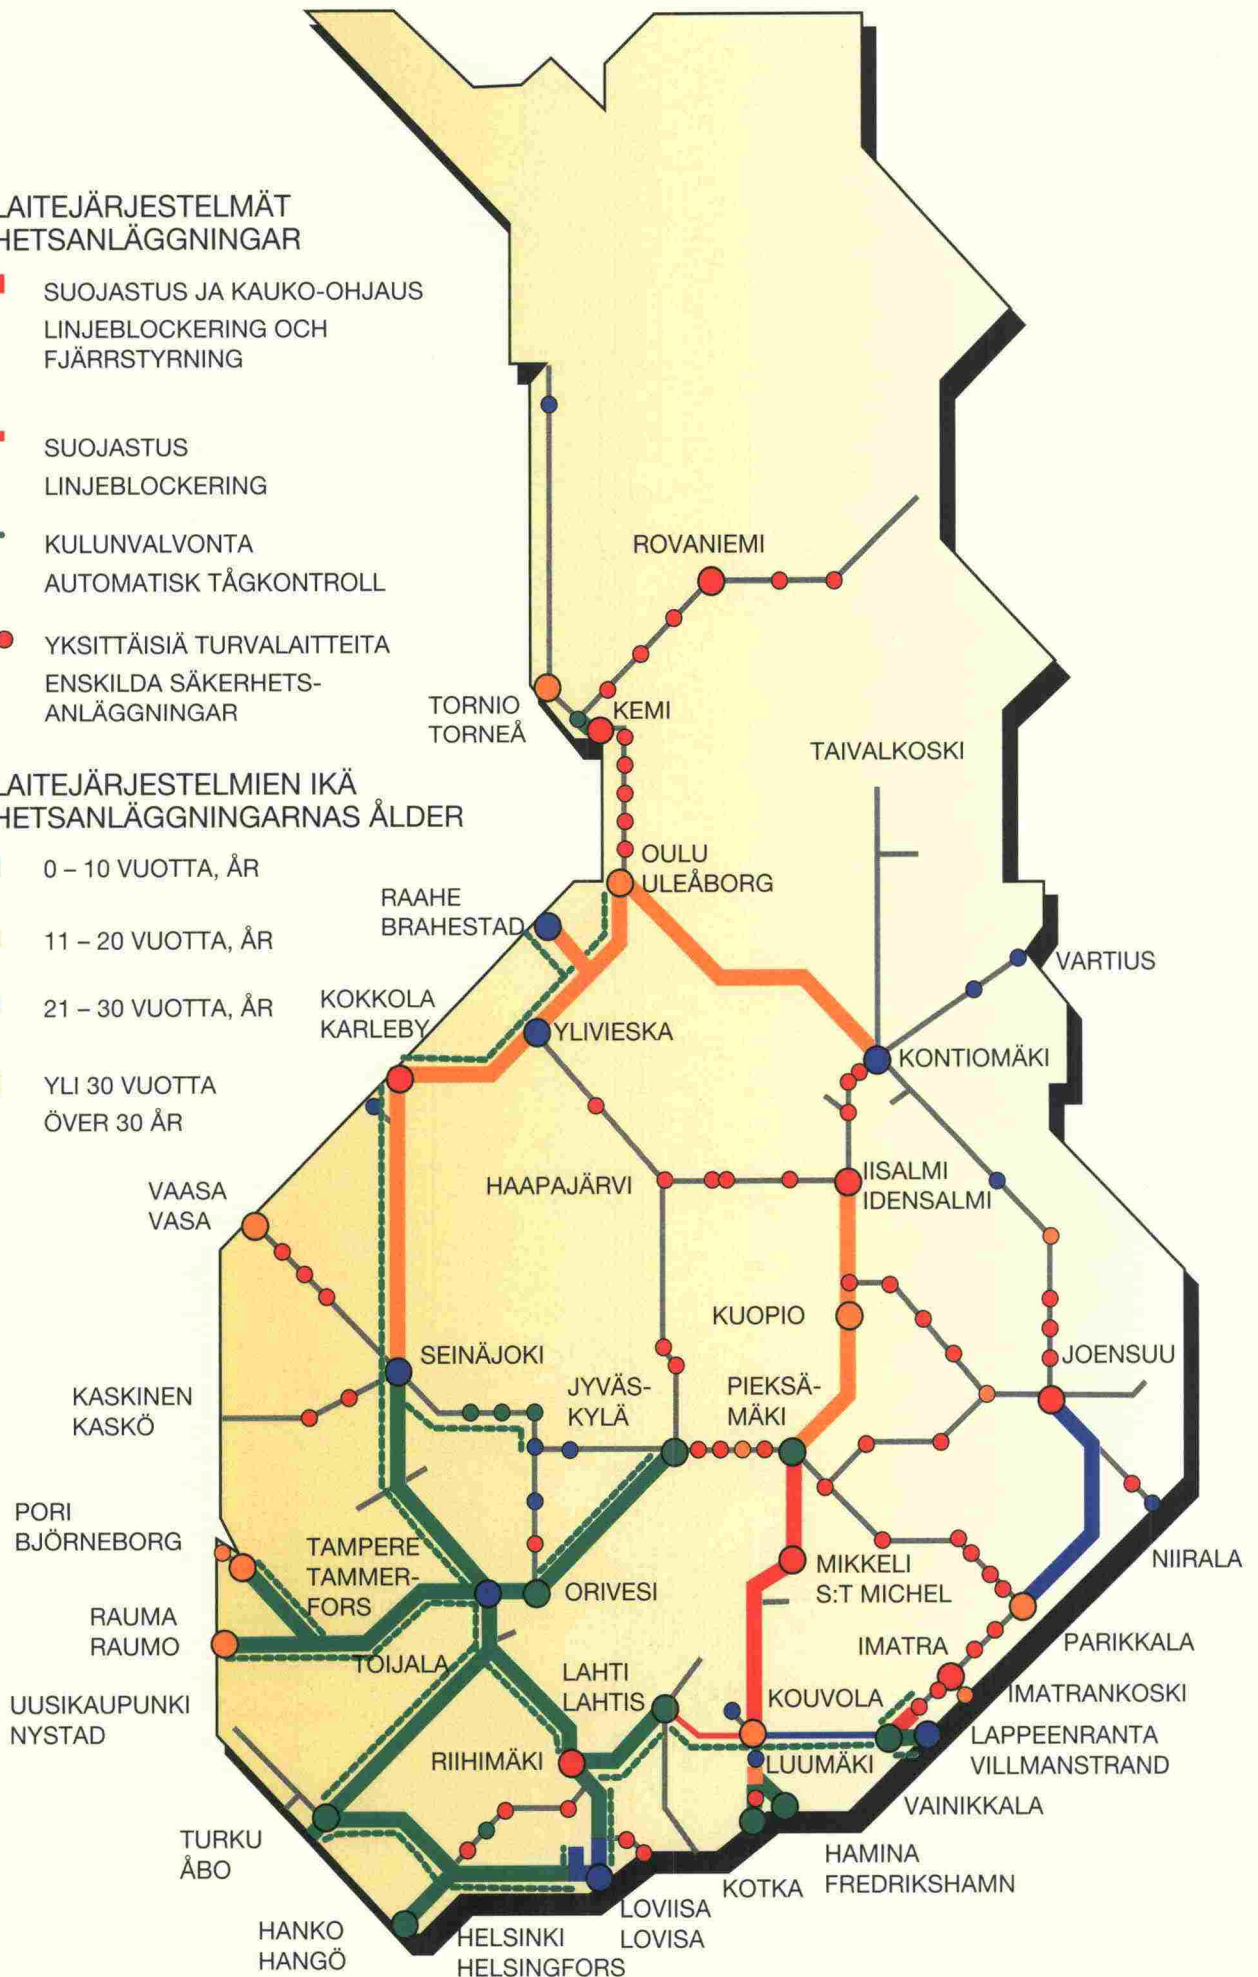 LAITEJÄRJESTELMÄT
HETSANLÄGGNINGAR
SUOJASTUS JA KAUKO-OHJAUS
LINJEBLOCKERING OCH
FJÄRRSTYRNING
SUOJASTUS
LINJEBLOCKERING
KULUNVALVONTA
AUTOMATISK TÅGKONTROLL
YKSITTÄISIÄ TURVALAITTEITA
ENSKILDA SÄKERHETS-
ANLÄGGNINGAR
LAITEJÄRJESTELMIEN IKÄ
HETSANLÄGGNINGARNAS ÅLDER
0 – 10 VUOTTA, ÅR
11 – 20 VUOTTA, ÅR
21 – 30 VUOTTA, ÅR
YLI 30 VUOTTA
ÖVER 30 ÅR
ROVANIEMI
TORNIO
TORNEÅ
KEMI
TAIVALKOSKI
OULU
ULEÅBORG
RAAHE
BRAHESTAD
VARTIUS
KOKKOLA
KARLEBY
YLIVIESKA
KONTIOMÄKI
HAAPAJÄRVI
IISALMI
IDENSALMI
VAASA
VASA
KUOPIO
SEINÄJOKI
JOENSUU
KASKINEN
KASKÖ
JYVÄS-
KYLÄ
PIEKSÄ-
MÄKI
PORI
BJÖRNEBORG
TAMPERE
TAMMER-
FORS
ORIVESI
MIKKELI
S:T MICHEL
NIIRALA
RAUMA
RAUMO
TOIJALA
IMATRA
PARIKKALA
LAHTI
LAHTIS
KOUVOLA
IMATRANKOSKI
UUSIKAUPUNKI
NYSTAD
RIIHIMÄKI
LUUMÄKI
LAPPEENRANTA
VILLMANSTRAND
VAINIKKALA
TURKU
ÅBO
HAMINA
FREDRIKSHAMN
KOTKA
LOVIISA
LOVISA
HANKO
HANGÖ
HELSINKI
HELSINGFORS